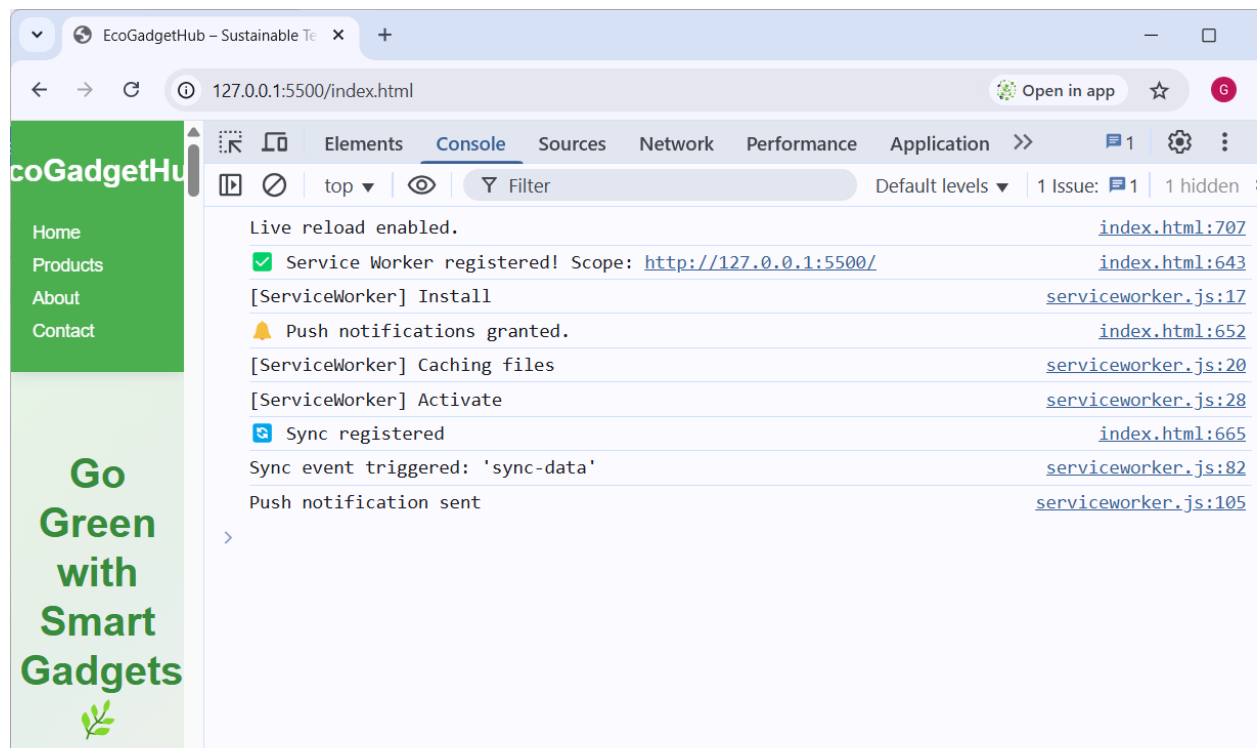 EcoGadgetHub – Sustainable Te
127.0.0.1:5500/index.html
Open in app
G
coGadgetHu
Home
Products
About
Contact
Go
Green
with
Smart
Gadgets
Elements Console Sources Network Performance Application 1
top Filter Default levels 1 Issue: 1 1 hidden
Live reload enabled. index.html:707
Service Worker registered! Scope: http://127.0.0.1:5500/ index.html:643
[ServiceWorker] Install serviceworker.js:17
Push notifications granted. index.html:652
[ServiceWorker] Caching files serviceworker.js:20
[ServiceWorker] Activate serviceworker.js:28
Sync registered index.html:665
Sync event triggered: 'sync-data' serviceworker.js:82
Push notification sent serviceworker.js:105